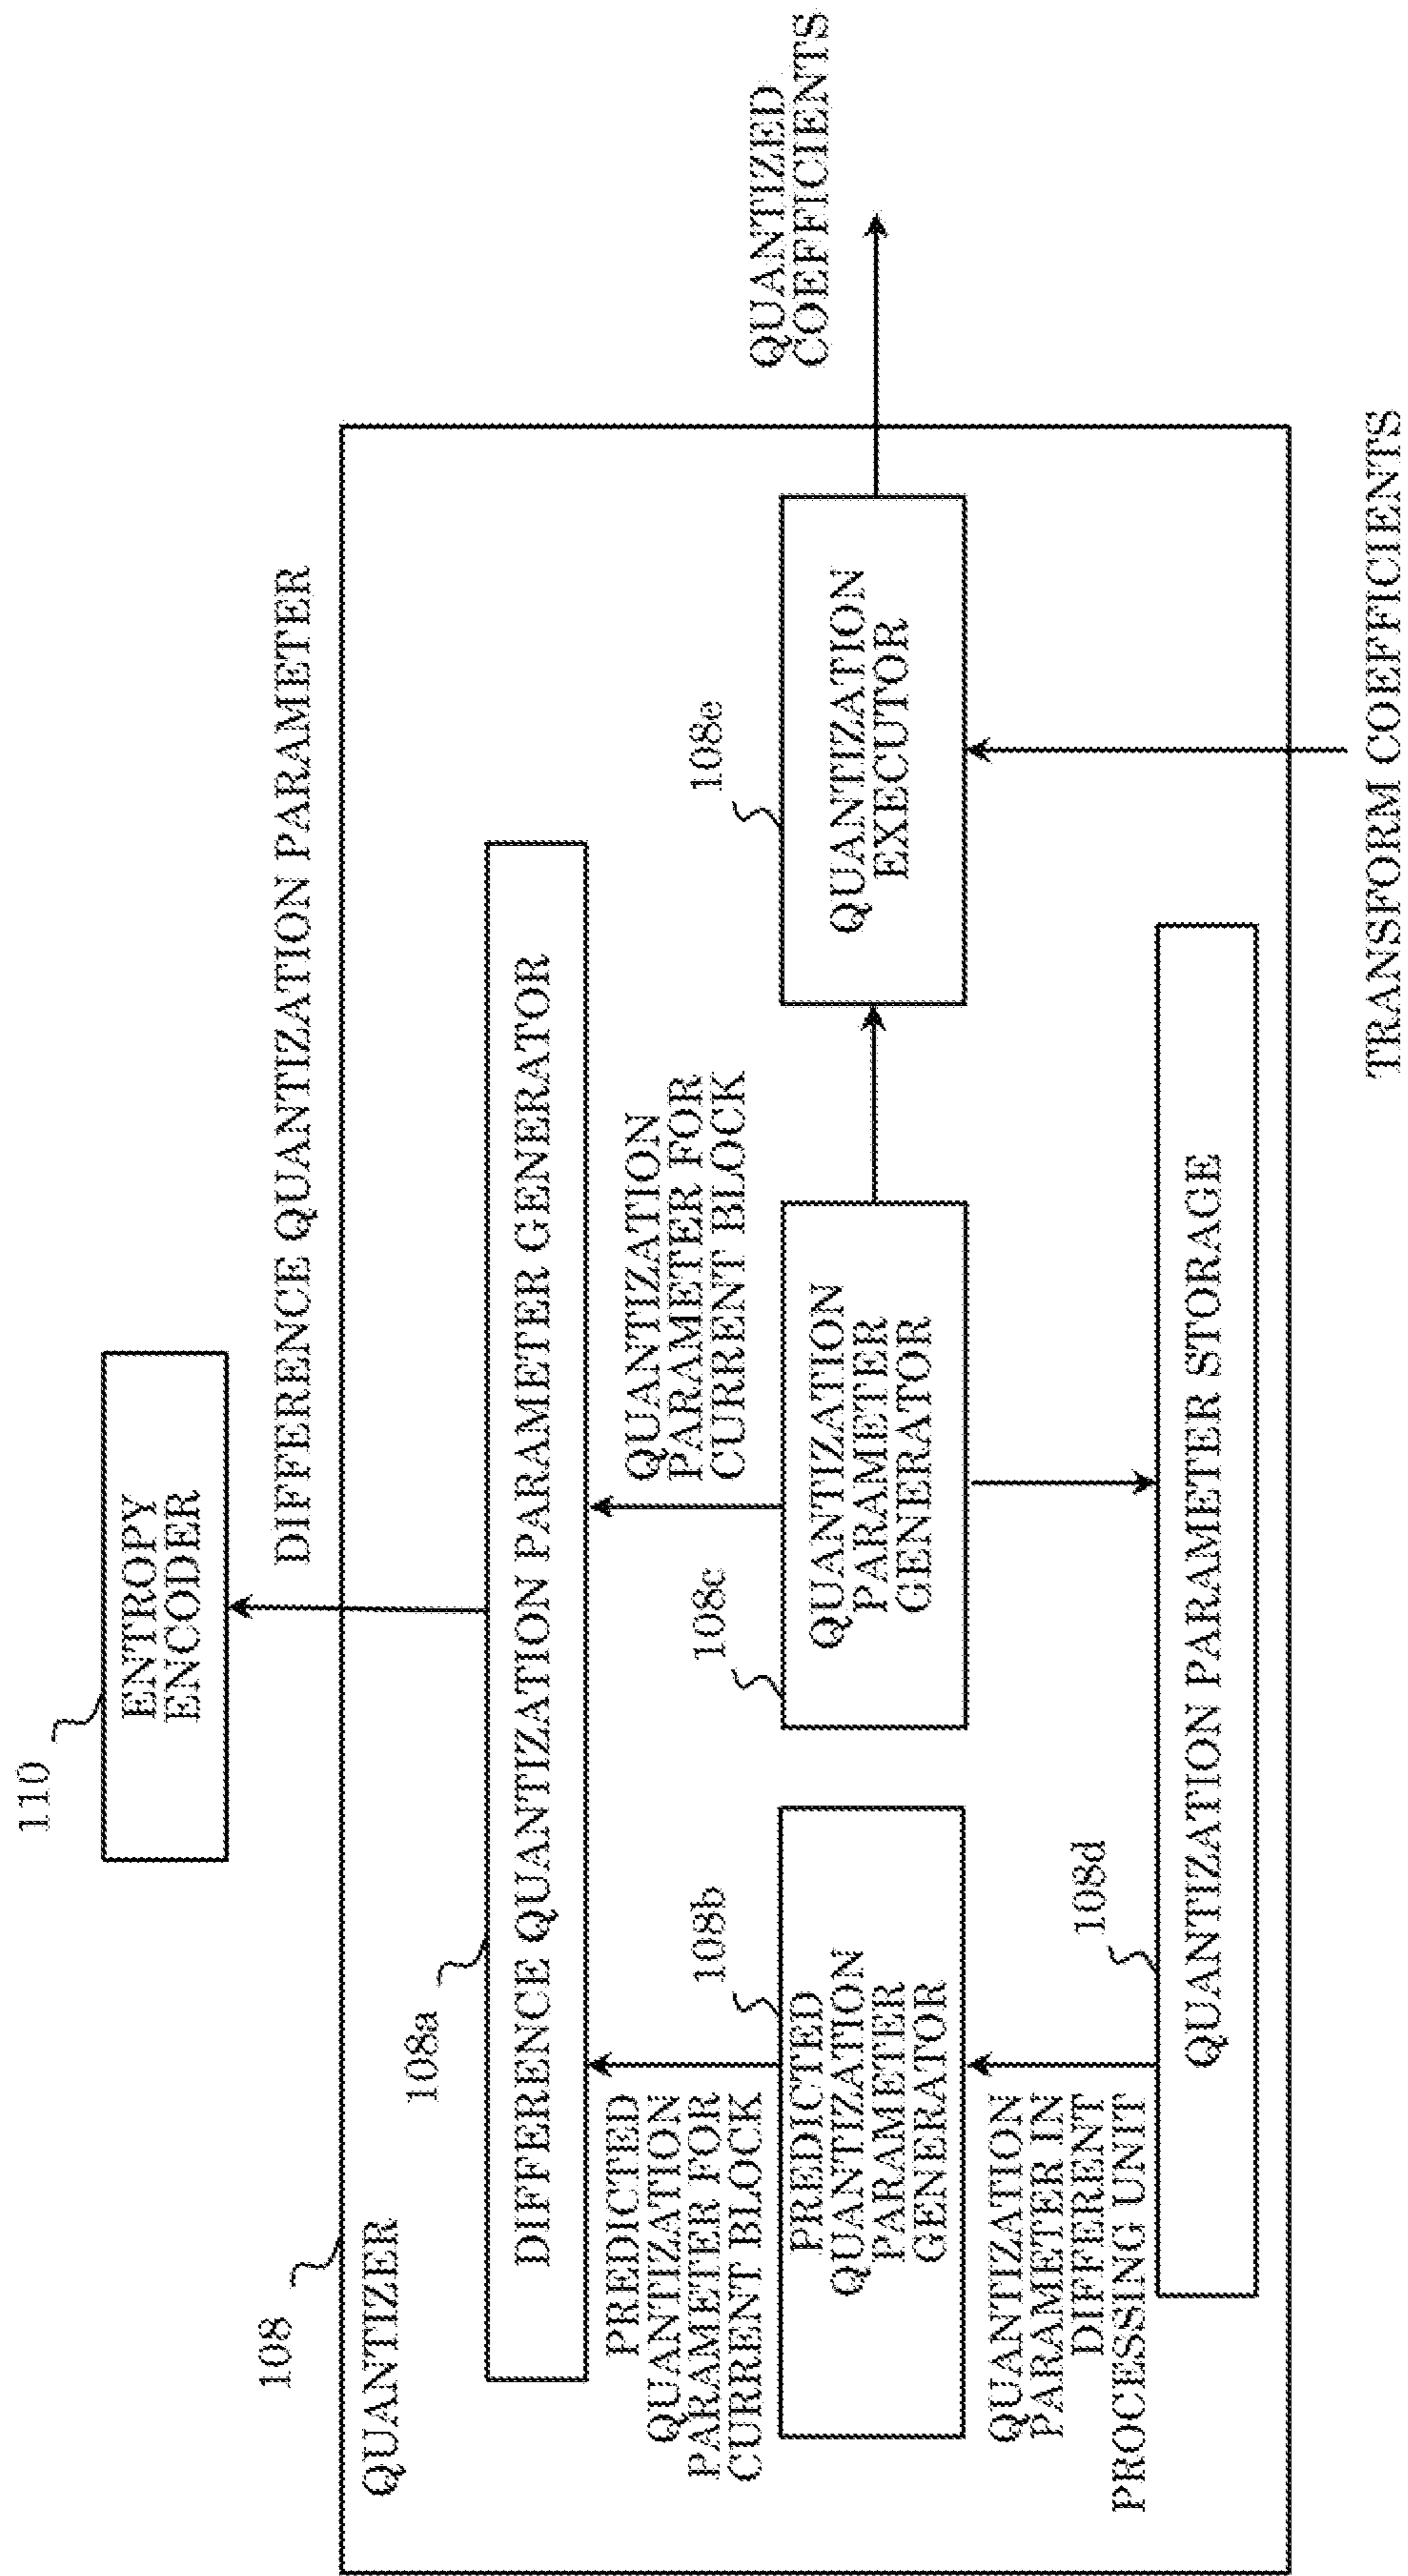 110
ENTROPY
ENCODER
DIFFERENCE QUANTIZATION PARAMETER
108
QUANTIZER
108a
DIFFERENCE QUANTIZATION PARAMETER GENERATOR
PREDICTED
QUANTIZATION
PARAMETER FOR
CURRENT BLOCK
108b
PREDICTED
QUANTIZATION
PARAMETER
GENERATOR
QUANTIZATION
PARAMETER FOR
CURRENT BLOCK
108c
QUANTIZATION
PARAMETER
GENERATOR
108e
QUANTIZATION
EXECUTOR
QUANTIZED
COEFFICIENTS
QUANTIZATION
PARAMETER IN
DIFFERENT
PROCESSING UNIT
108d
QUANTIZATION PARAMETER STORAGE
TRANSFORM COEFFICIENTS